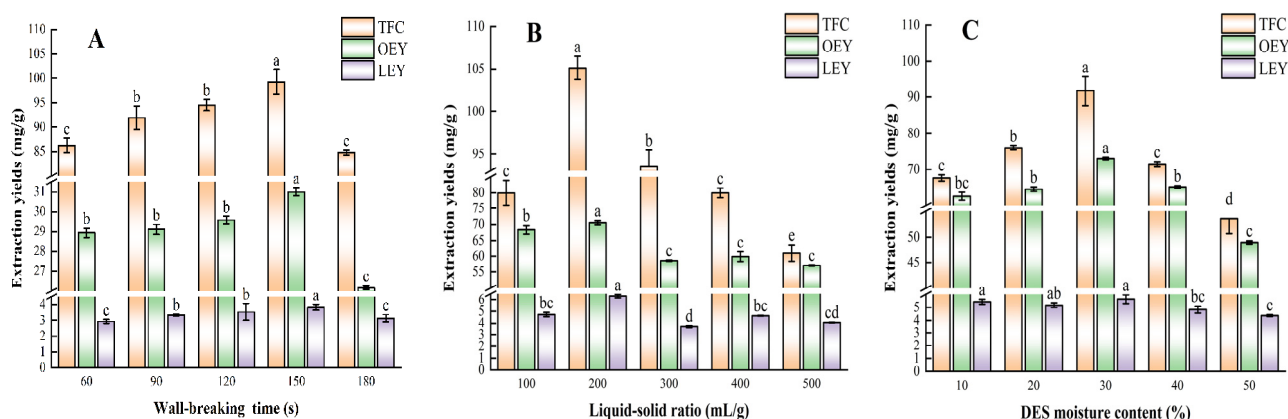 A
TFC
OEY
LEY
Extraction yields (mg/g)
110
105
100
95
90
85
31
30
29
28
27
4
3
2
1
0
c
b
b
a
c
b
b
b
a
c
c
b
b
a
c
60
90
120
150
180
Wall-breaking time (s)
B
TFC
OEY
LEY
Extraction yields (mg/g )
110
105
100
95
80
75
70
65
60
55
6
5
4
3
2
1
0
c
a
b
c
e
b
a
c
c
c
bc
a
d
bc
cd
100
200
300
400
500
Liquid-solid ratio (mL/g)
C
TFC
OEY
LEY
Extraction yields (mg/g )
110
100
90
80
70
50
45
5
4
3
2
1
0
c
b
a
c
d
bc
b
a
b
c
a
ab
a
bc
c
10
20
30
40
50
DES moisture content (%)